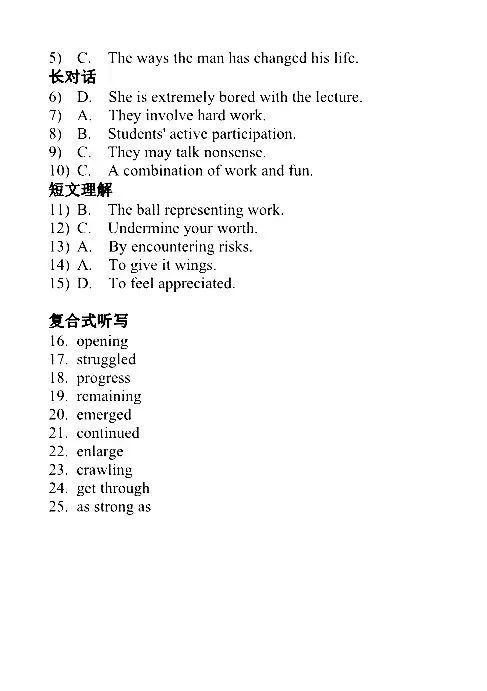 5) C. The ways the man has changed his life.
长对话
6) D. She is extremely bored with the lecture.
7) A. They involve hard work.
8) B. Students' active participation.
9) C. They may talk nonsense.
10) C. A combination of work and fun.
短文理解
11) B. The ball representing work.
12) C. Undermine your worth.
13) A. By encountering risks.
14) A. To give it wings.
15) D. To feel appreciated.
复合式听写
16. opening
17. struggled
18. progress
19. remaining
20. emerged
21. continued
22. enlarge
23. crawling
24. get through
25. as strong as